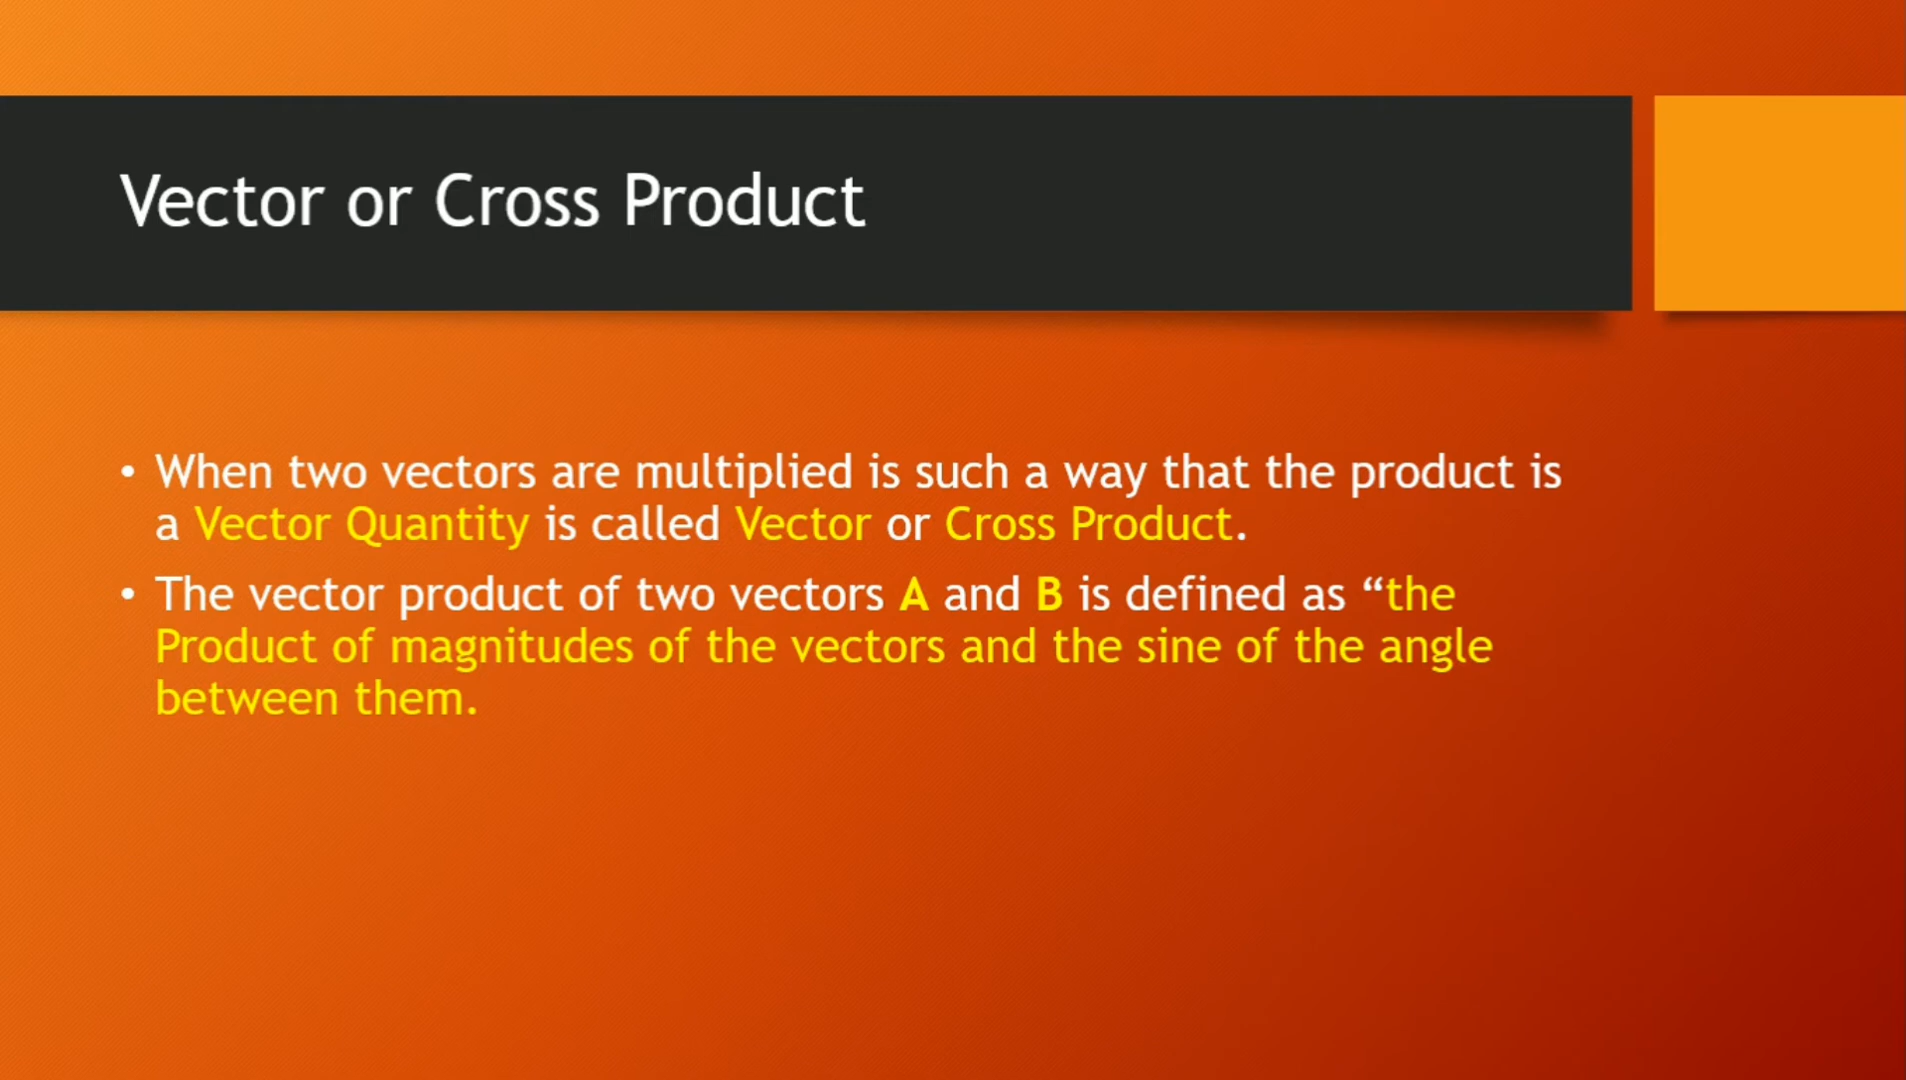 Vector or Cross Product
• When two vectors are multiplied is such a way that the product is
a Vector Quantity is called Vector or Cross Product.
• The vector product of two vectors A and B is defined as “the
Product of magnitudes of the vectors and the sine of the angle
between them.